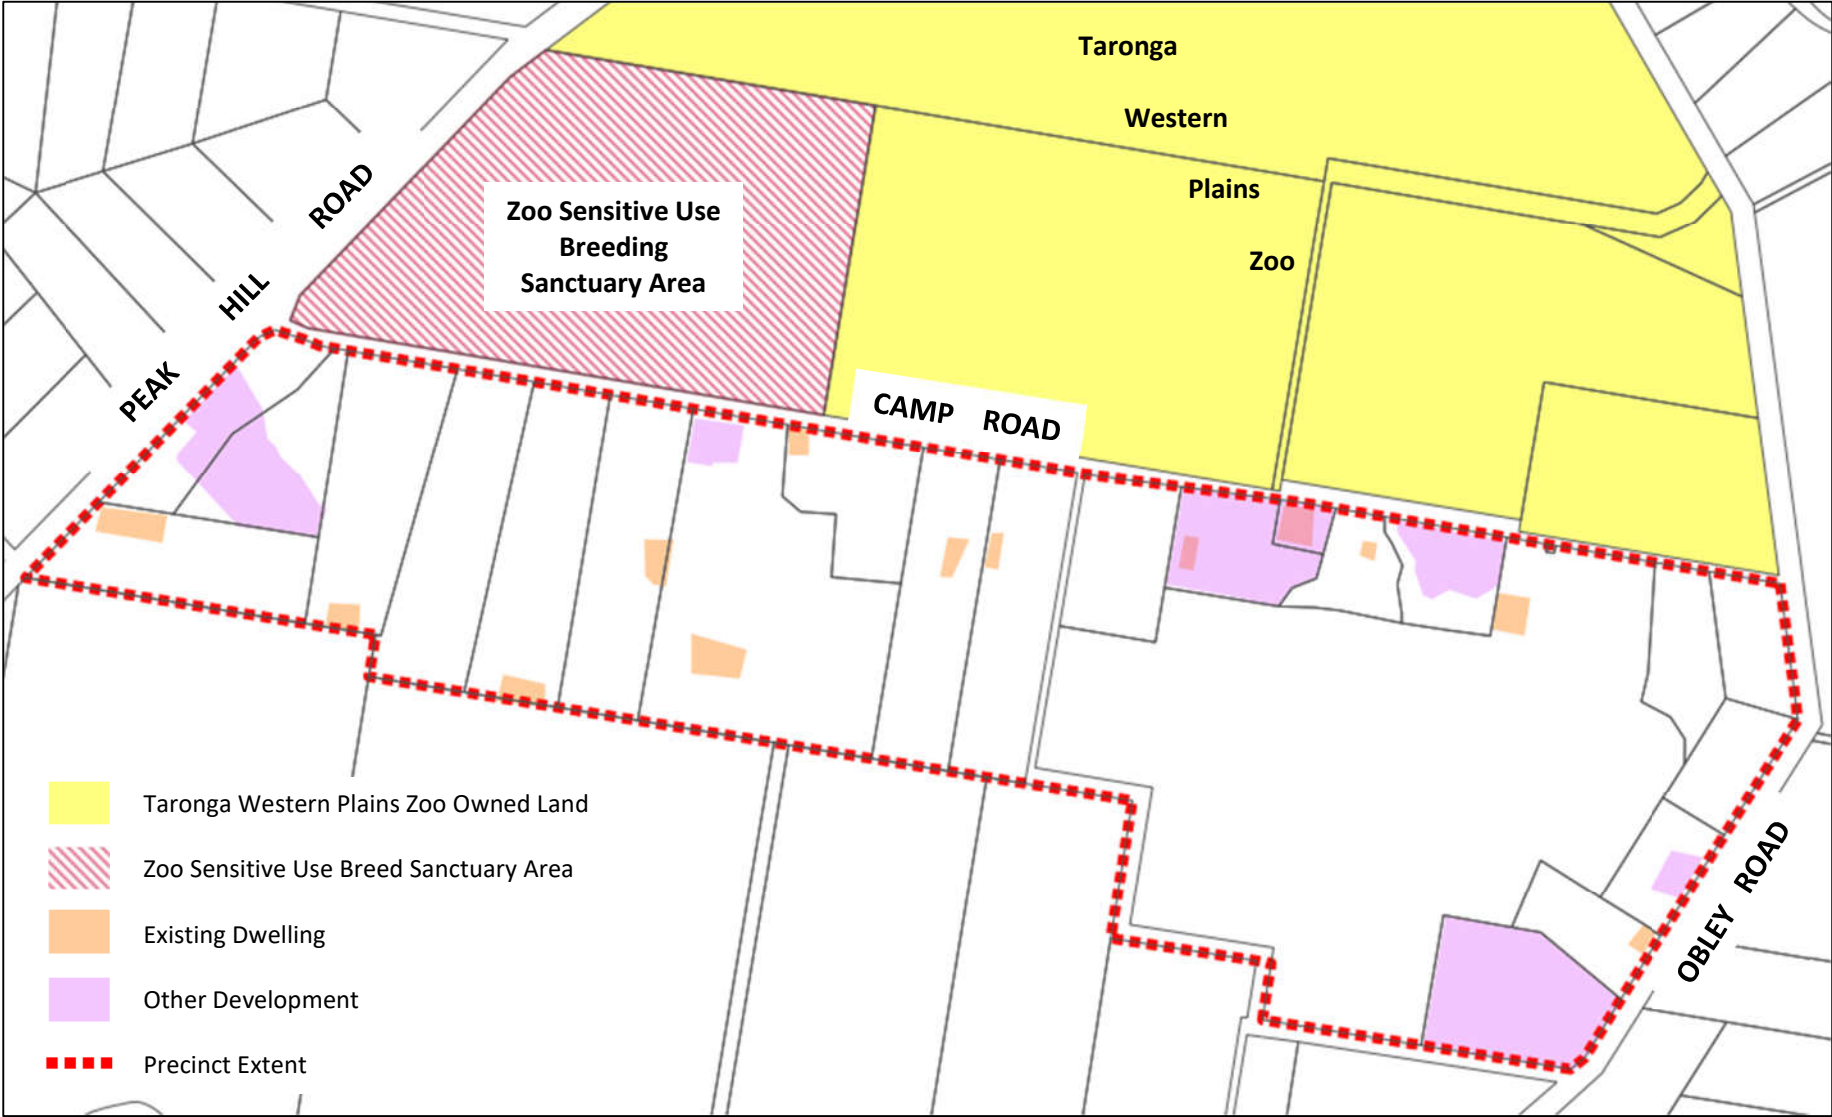 Taronga
Western
Plains
Zoo
Zoo Sensitive Use
Breeding
Sanctuary Area
PEAK HILL ROAD
CAMP ROAD
OBLEY ROAD
Taronga Western Plains Zoo Owned Land
Zoo Sensitive Use Breed Sanctuary Area
Existing Dwelling
Other Development
Precinct Extent